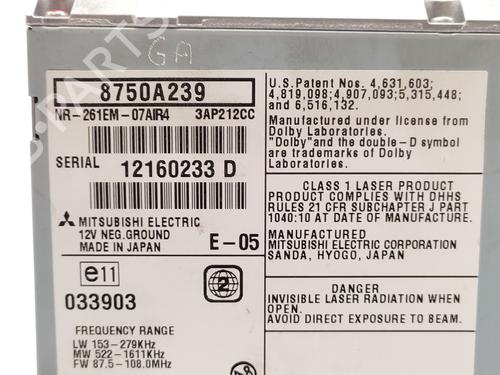 GA
8750A239
NR-261EM-07AIR4 3AP212CC
SERIAL 12160233 D
MITSUBISHI ELECTRIC
12V NEG.GROUND
MADE IN JAPAN E-05
e11
2
033903
FREQUENCY RANGE
LW 153-279KHz
MW 522-1611KHz
FW 87.5-108.0MHz
U.S.Patent Nos. 4,631,603;
4,819,098;4,907,093;5,315,448;
and 6,516,132.
Manufactured under license from
Dolby Laboratories.
"Dolby" and the double-D symbol
are trademarks of Dolby
Laboratories.
CLASS 1 LASER PRODUCT
PRODUCT COMPLIES WITH DHHS
RULES 21 CFR SUBCHAPTER J PART
1040:10 AT DATE OF MANUFACTURE.
MANUFACTURED
MITSUBISHI ELECTRIC CORPORATION
SANDA, HYOGO, JAPAN
DANGER
INVISIBLE LASER RADIATION WHEN
OPEN.
AVOID DIRECT EXPOSURE TO BEAM.